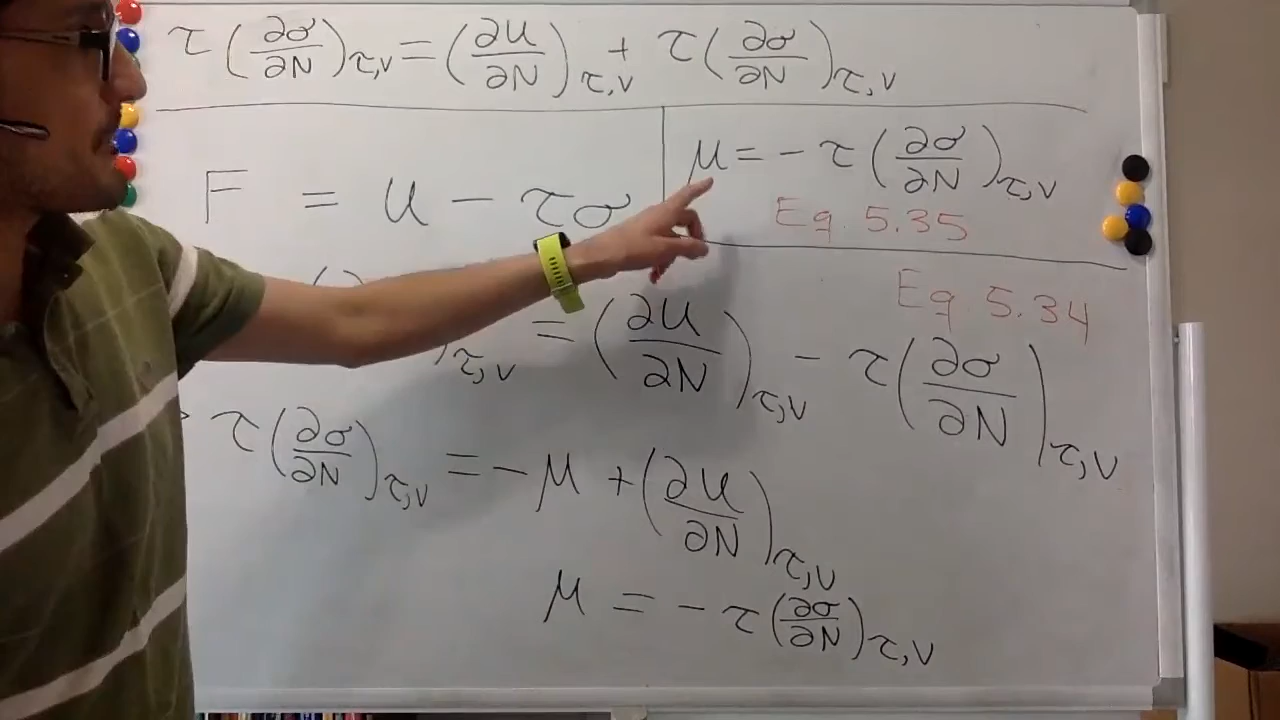 τ(∂σ/∂N)τ,V = (∂U/∂N)τ,V + τ(∂σ/∂N)τ,V
F = U - τσ
μ = - τ(∂σ/∂N)τ,V
Eq. 5.35
Eq. 5.34
( )τ,V = (∂U/∂N)τ,V - τ(∂σ/∂N)τ,V
τ(∂σ/∂N)τ,V = - μ + (∂U/∂N)τ,V
μ = - τ(∂σ/∂N)τ,V